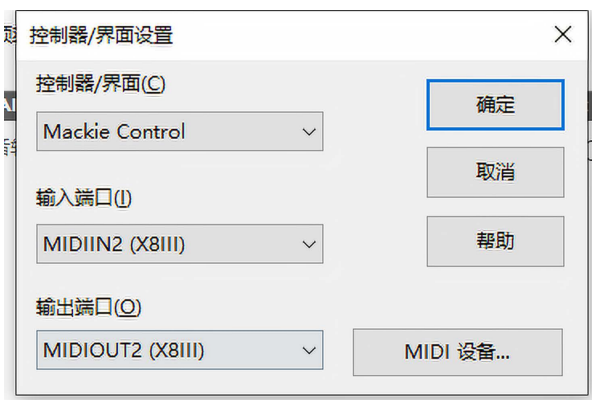 控制器/界面设置
控制器/界面(C)
Mackie Control
输入端口(I)
MIDIIN2 (X8III)
输出端口(O)
MIDIOUT2 (X8III)
确定
取消
帮助
MIDI 设备...